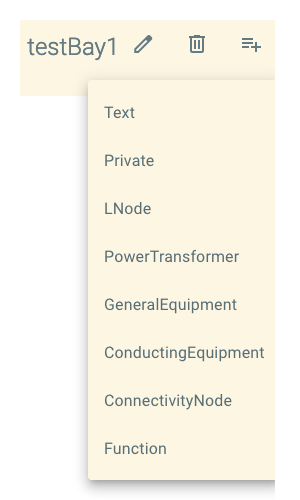 testBay1
Text
Private
LNode
PowerTransformer
GeneralEquipment
ConductingEquipment
ConnectivityNode
Function